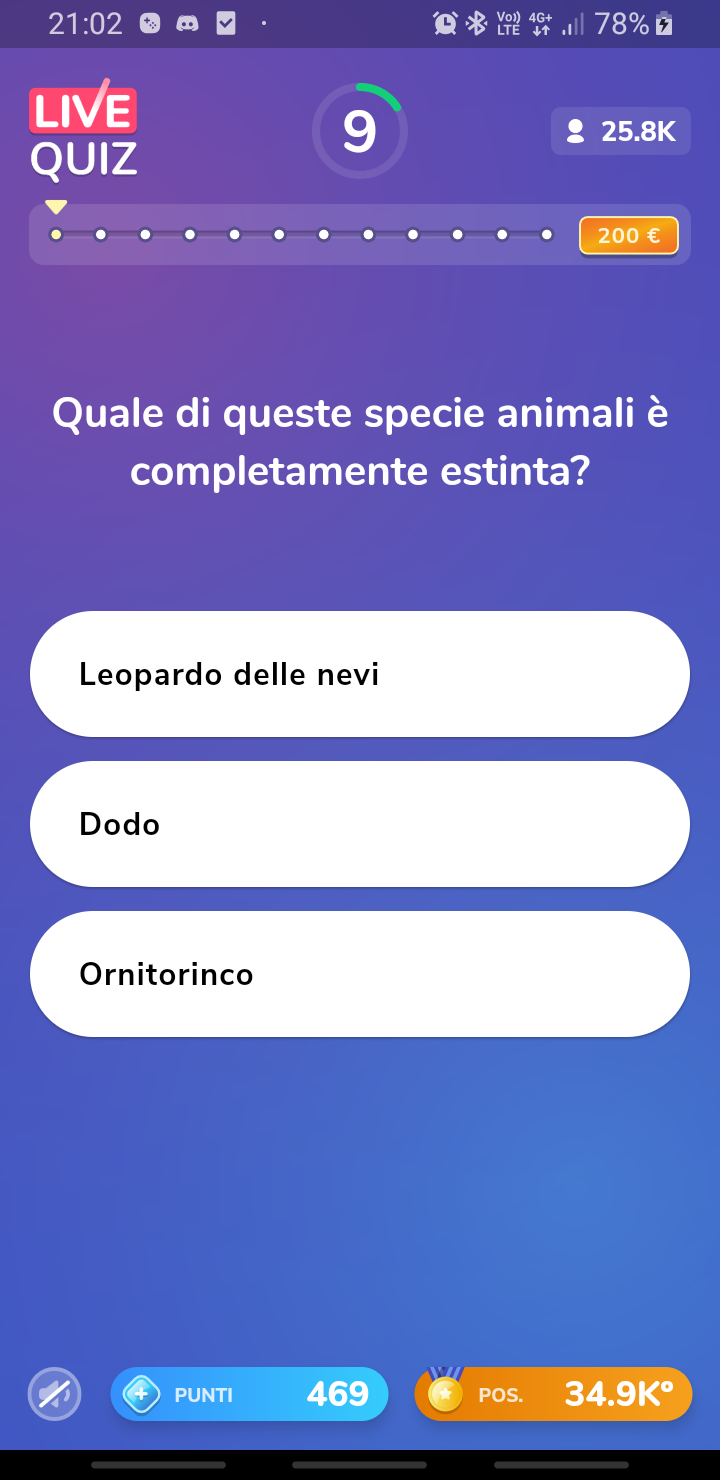 21:02
Vo)) LTE 4G+ 78%
LIVE
QUIZ
9
25.8K
200 €
Quale di queste specie animali è
completamente estinta?
Leopardo delle nevi
Dodo
Ornitorinco
PUNTI 469
POS. 34.9K°